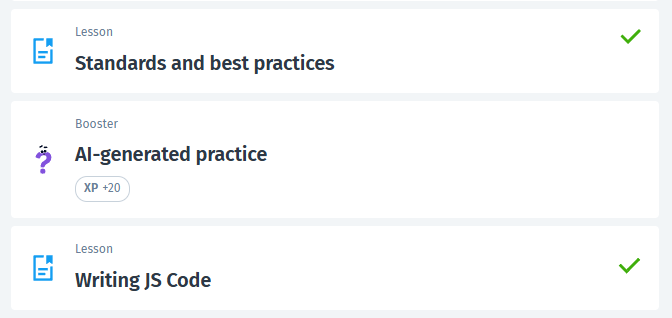 Lesson
Standards and best practices
Booster
AI-generated practice
XP +20
Lesson
Writing JS Code